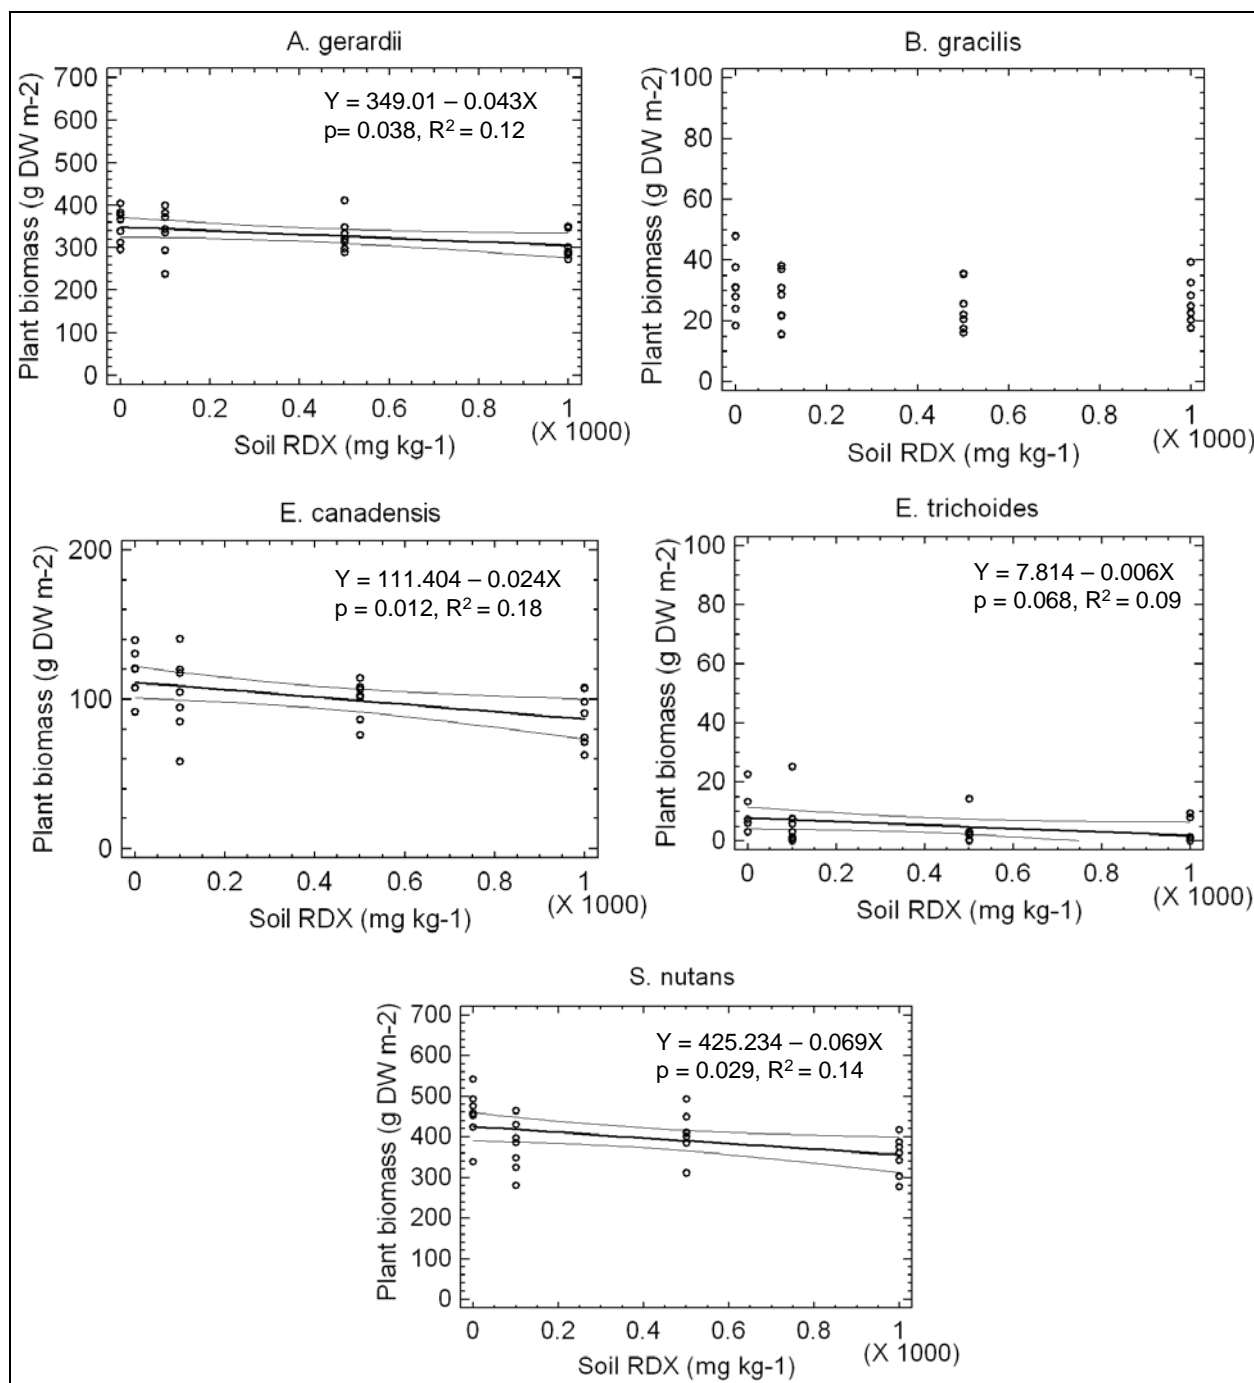 A. gerardii
Plant biomass (g DW m-2)
700
600
500
400
300
200
100
0
Y = 349.01 – 0.043X
p= 0.038, R² = 0.12
0 0.2 0.4 0.6 0.8 1
(X 1000)
Soil RDX (mg kg-1)
B. gracilis
Plant biomass (g DW m-2)
100
80
60
40
20
0
0 0.2 0.4 0.6 0.8 1
(X 1000)
Soil RDX (mg kg-1)
E. canadensis
Plant biomass (g DW m-2)
200
100
0
Y = 111.404 – 0.024X
p = 0.012, R² = 0.18
0 0.2 0.4 0.6 0.8 1
(X 1000)
Soil RDX (mg kg-1)
E. trichoides
Plant biomass (g DW m-2)
100
80
60
40
20
0
Y = 7.814 – 0.006X
p = 0.068, R² = 0.09
0 0.2 0.4 0.6 0.8 1
(X 1000)
Soil RDX (mg kg-1)
S. nutans
Plant biomass (g DW m-2)
700
600
500
400
300
200
100
0
Y = 425.234 – 0.069X
p = 0.029, R² = 0.14
0 0.2 0.4 0.6 0.8 1
(X 1000)
Soil RDX (mg kg-1)